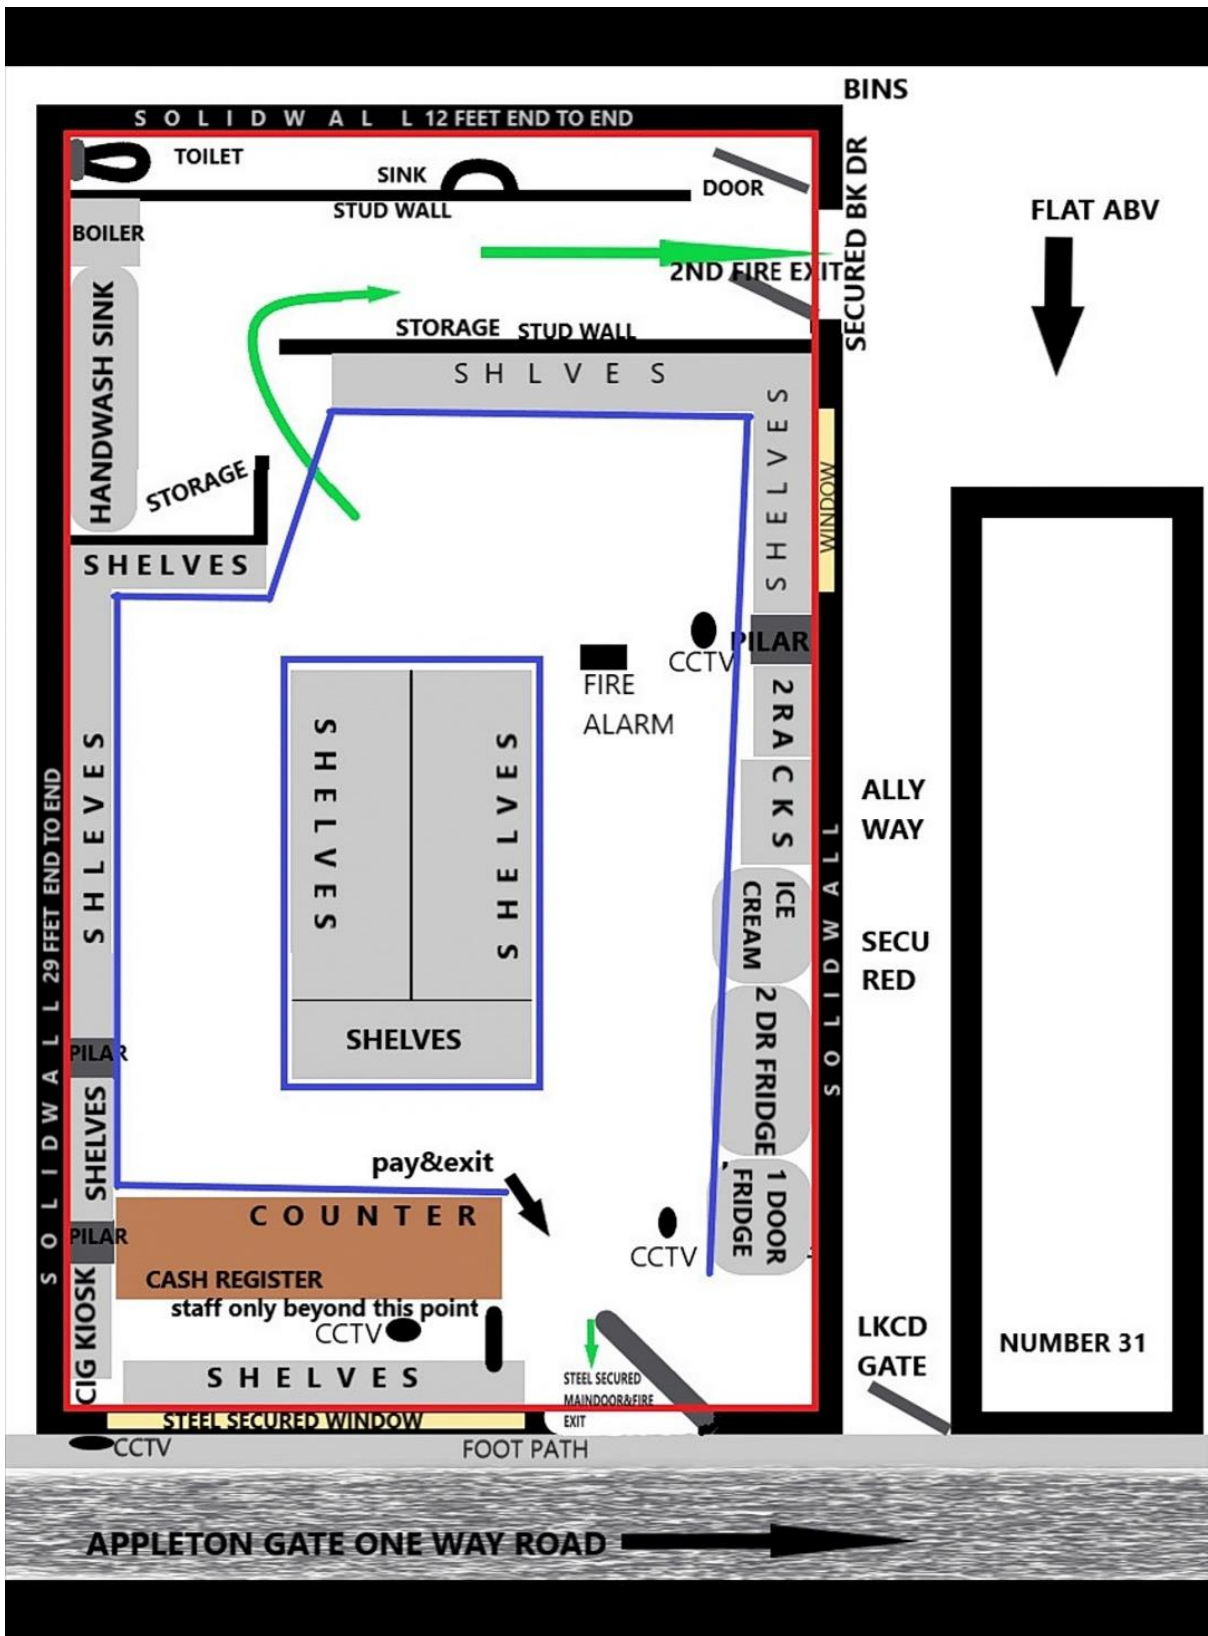 BINS
S O L I D W A L L 12 FEET END TO END
TOILET
SINK
DOOR
STUD WALL
SECURED BK DR
FLAT ABV
BOILER
2ND FIRE EXIT
HANDWASH SINK
STORAGE STUD WALL
S H L V E S
S H E L V E S
WINDOW
STORAGE
SHELVES
PILAR
CCTV
FIRE
ALARM
2 R A C K S
S H L E V E S
S H E L V E S
S H E L V E S
SHELVES
S O L I D W A L L 29 FFET END TO END
ALLY
WAY
ICE
CREAM
S O L I D W A L L
SECU
RED
2 DR FRIDGE
PILAR
SHELVES
pay&exit
1 DOOR
FRIDGE
C O U N T E R
PILAR
CCTV
CASH REGISTER
staff only beyond this point
CCTV
CIG KIOSK
S H E L V E S
STEEL SECURED
MAINDOOR&FIRE
EXIT
LKCD
GATE
NUMBER 31
STEEL SECURED WINDOW
CCTV
FOOT PATH
APPLETON GATE ONE WAY ROAD